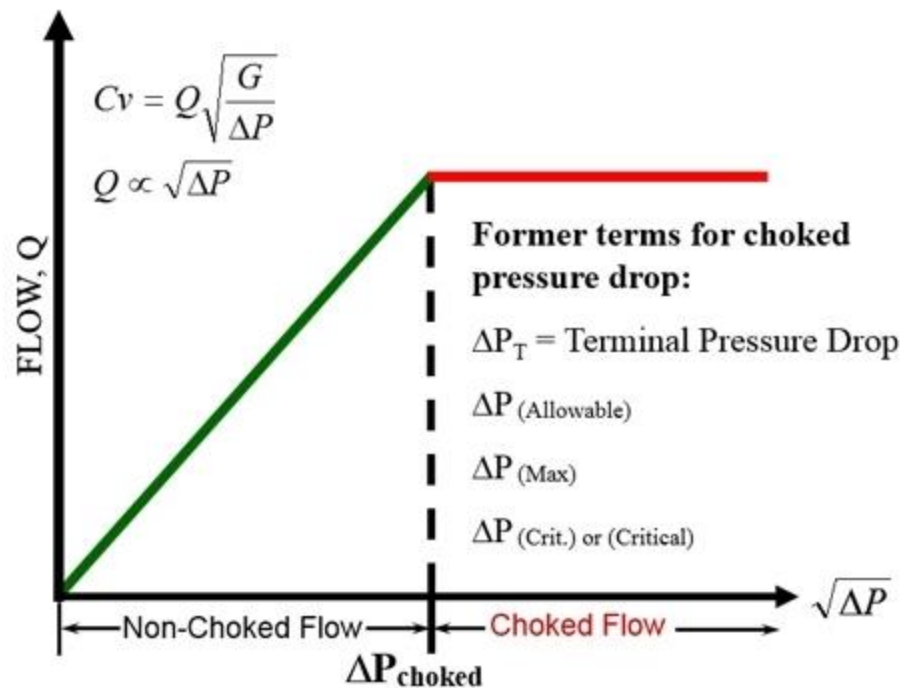 Cv = Q√(G/ΔP)
Q ∝ √ΔP
FLOW, Q
Former terms for choked
pressure drop:
ΔP_T = Terminal Pressure Drop
ΔP (Allowable)
ΔP (Max)
ΔP (Crit.) or (Critical)
√ΔP
Non-Choked Flow
Choked Flow
ΔP_choked